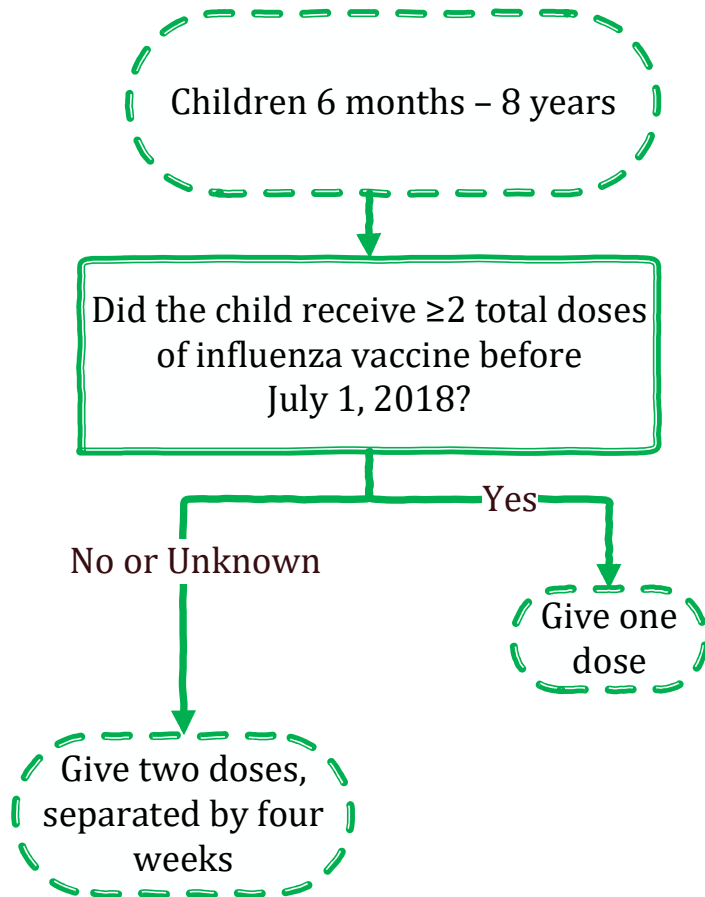 Children 6 months – 8 years
Did the child receive ≥2 total doses
of influenza vaccine before
July 1, 2018?
Yes
No or Unknown
Give one
dose
Give two doses,
separated by four
weeks